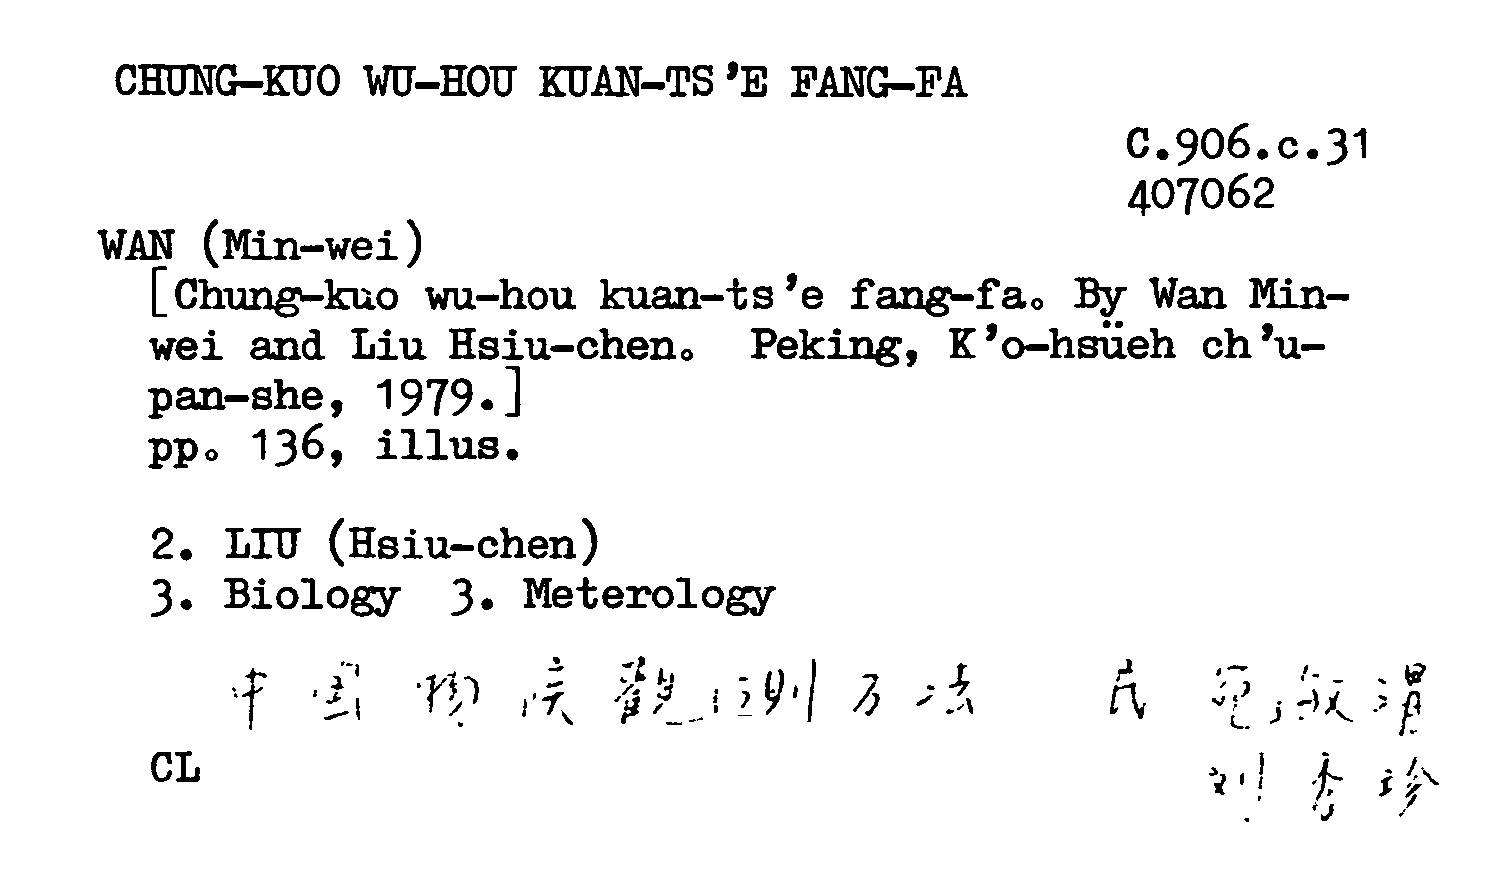 CHUNG-KUO WU-HOU KUAN-TS'E FANG-FA
C.906.c.31
407062
WAN (Min-wei)
[Chung-kuo wu-hou kuan-ts'e fang-fa. By Wan Min-
wei and Liu Hsiu-chen. Peking, K'o-hsüeh ch'u-
pan-she, 1979.]
pp. 136, illus.
2. LIU (Hsiu-chen)
3. Biology 3. Meterology
中國物候觀測方法 宛敏渭
CL 刘秀珍